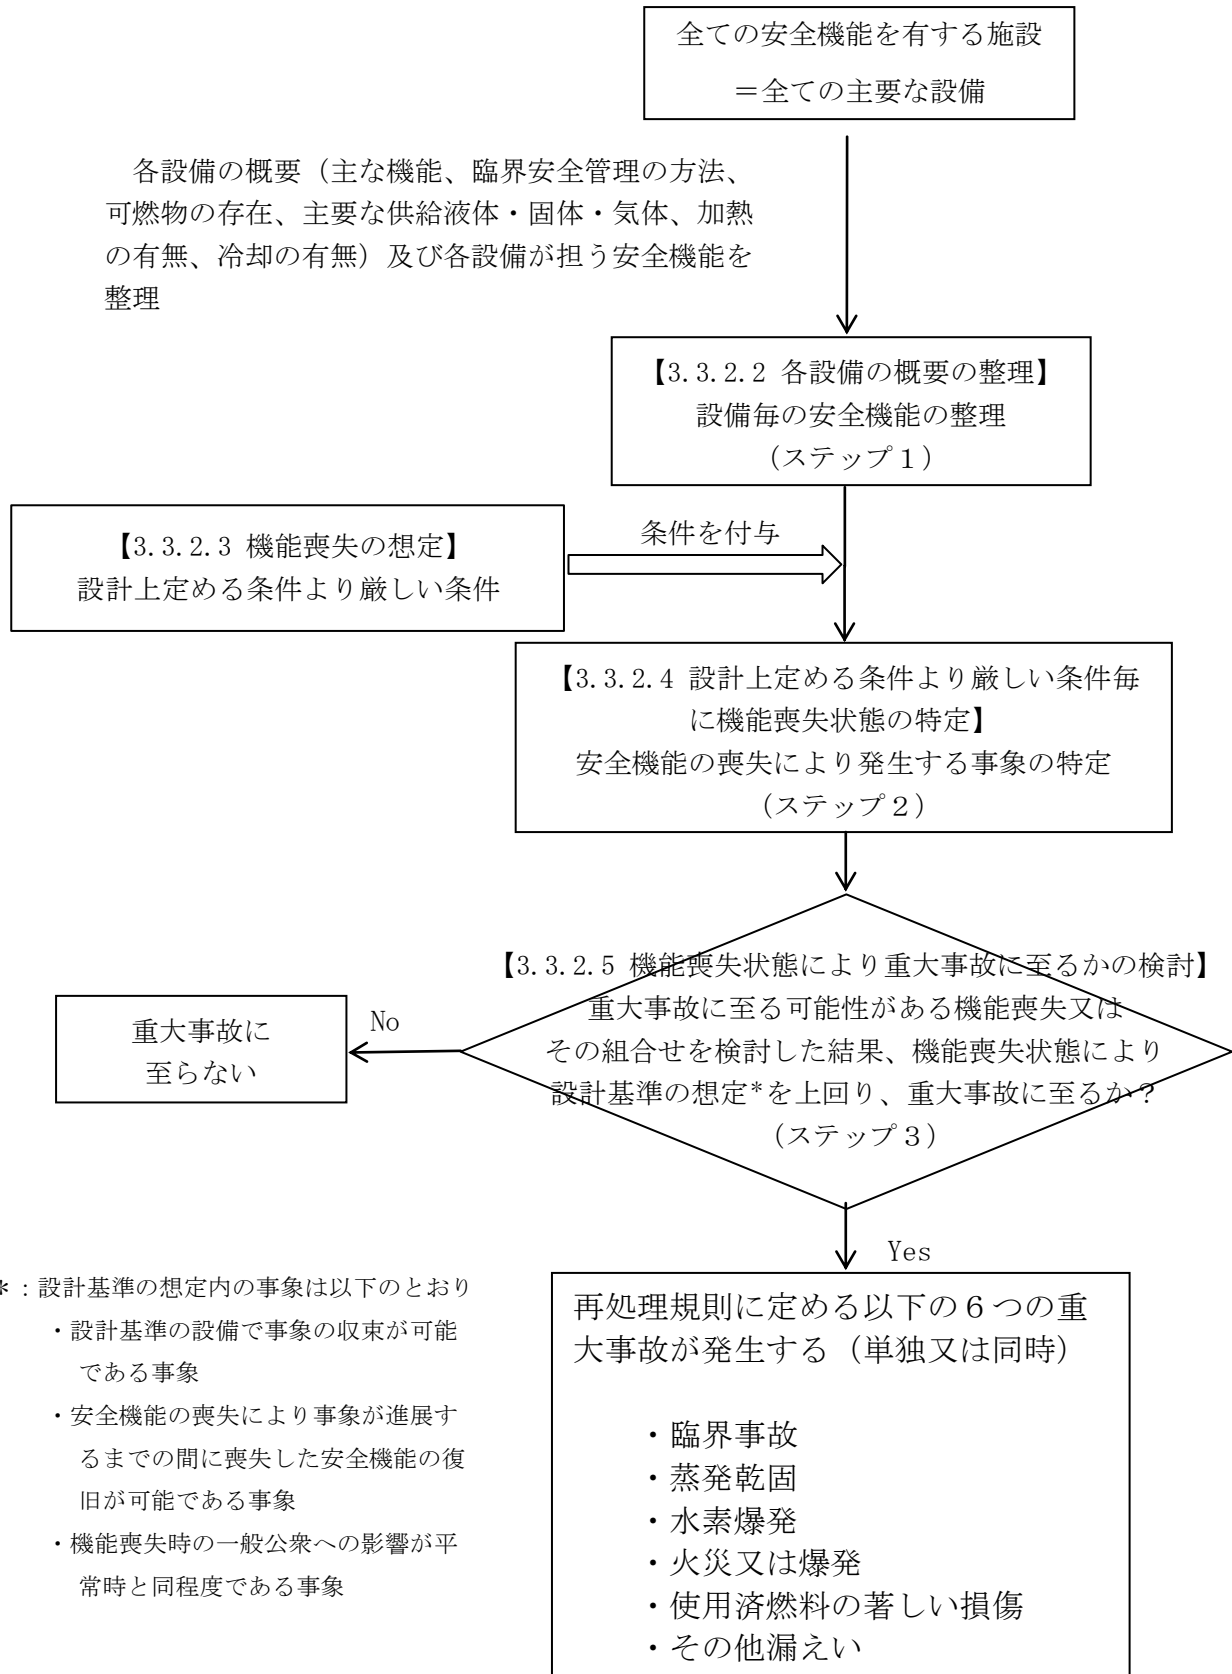 全ての安全機能を有する施設
＝全ての主要な設備
各設備の概要（主な機能、臨界安全管理の方法、
可燃物の存在、主要な供給液体・固体・気体、加熱
の有無、冷却の有無）及び各設備が担う安全機能を
整理
【3.3.2.2 各設備の概要の整理】
設備毎の安全機能の整理
（ステップ１）
【3.3.2.3 機能喪失の想定】
設計上定める条件より厳しい条件
条件を付与
【3.3.2.4 設計上定める条件より厳しい条件毎
に機能喪失状態の特定】
安全機能の喪失により発生する事象の特定
（ステップ２）
【3.3.2.5 機能喪失状態により重大事故に至るかの検討】
重大事故に至る可能性がある機能喪失又は
その組合せを検討した結果、機能喪失状態により
設計基準の想定*を上回り、重大事故に至るか？
（ステップ３）
No
重大事故に
至らない
Yes
*：設計基準の想定内の事象は以下のとおり
・設計基準の設備で事象の収束が可能
である事象
・安全機能の喪失により事象が進展す
るまでの間に喪失した安全機能の復
旧が可能である事象
・機能喪失時の一般公衆への影響が平
常時と同程度である事象
再処理規則に定める以下の６つの重
大事故が発生する（単独又は同時）
・臨界事故
・蒸発乾固
・水素爆発
・火災又は爆発
・使用済燃料の著しい損傷
・その他漏えい